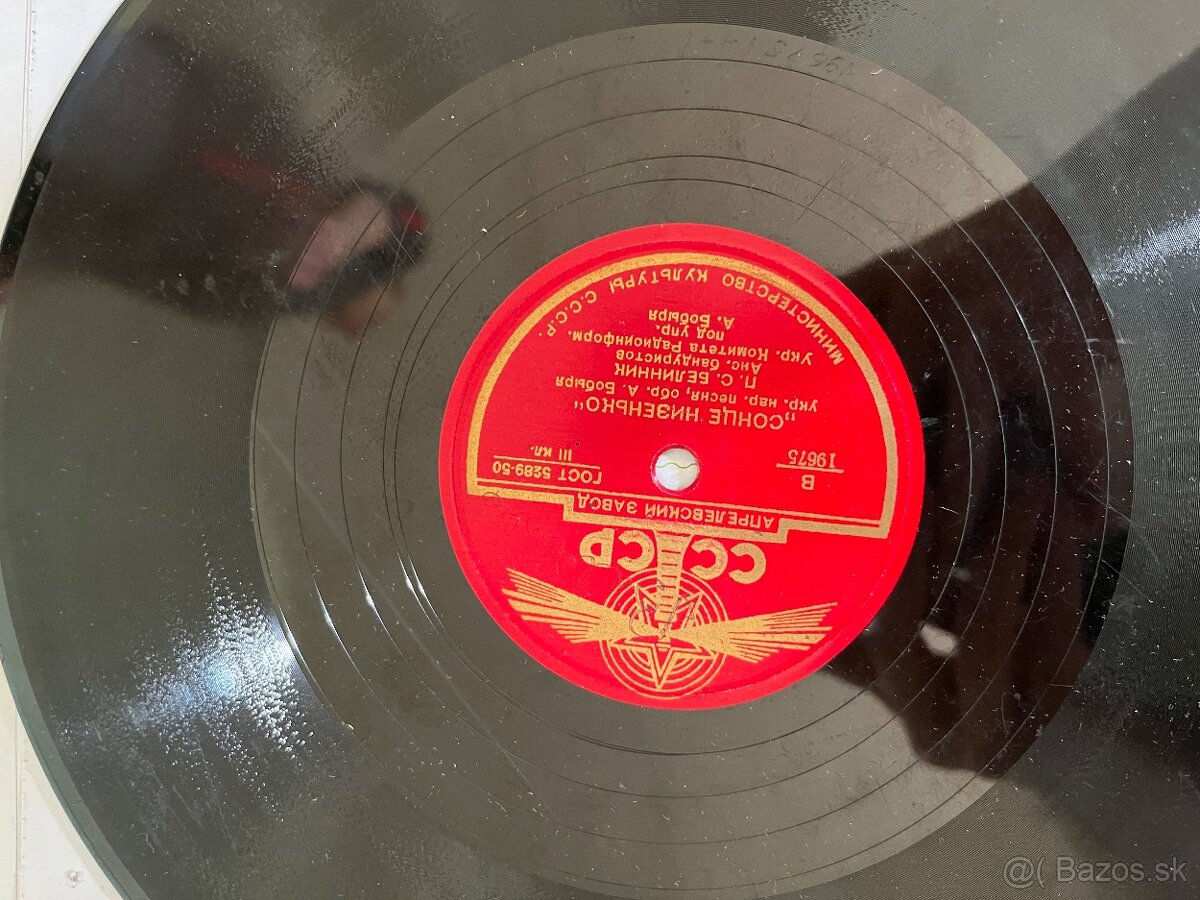 СССР
АПРЕЛЕВСКИЙ ЗАВОД
В
19675
ГОСТ 5289-50
III кл.
„СОНЦЕ НИЗЕНЬКО“
укр. нар. песня, обр. А. Бобыря
П. С. БЕЛИННИК
Анс. бандуристов
Укр. Комитета Радиоинформ.
под упр.
А. Бобыря
МИНИСТЕРСТВО КУЛЬТУРЫ С.С.С.Р.
@( Bazos.sk